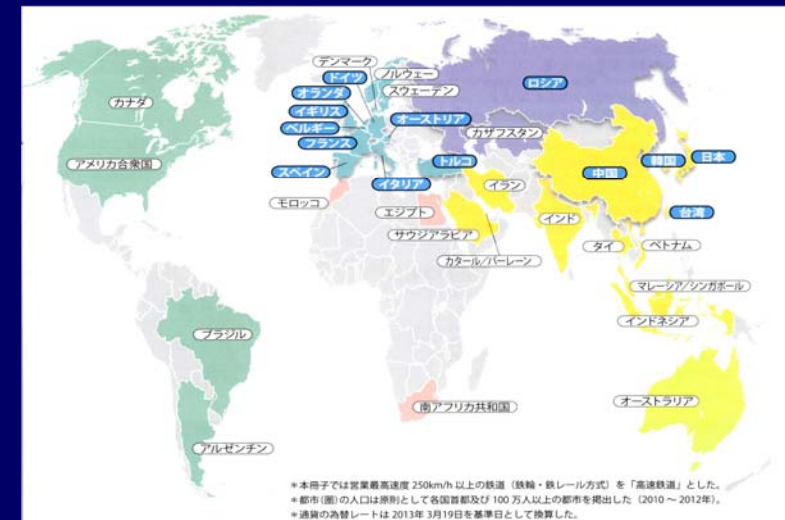 デンマーク
ドイツ
ノルウェー
オランダ
スウェーデン
イギリス
オーストリア
ベルギー
フランス
スペイン
イタリア
トルコ
ロシア
カザフスタン
カナダ
アメリカ合衆国
中国
韓国
日本
台湾
モロッコ
エジプト
イラン
サウジアラビア
インド
カタール/バーレーン
タイ
ベトナム
マレーシア/シンガポール
インドネシア
ブラジル
アルゼンチン
南アフリカ共和国
オーストラリア
*本冊子では営業最高速度 250km/h 以上の鉄道(鉄輪・鉄レール方式)を「高速鉄道」とした。
*都市(圏)の人口は原則として各国首都及び 100 万人以上の都市を掲出した(2010 ~ 2012年)。
*通貨の為替レートは 2013年 3月19日を基準日として換算した。